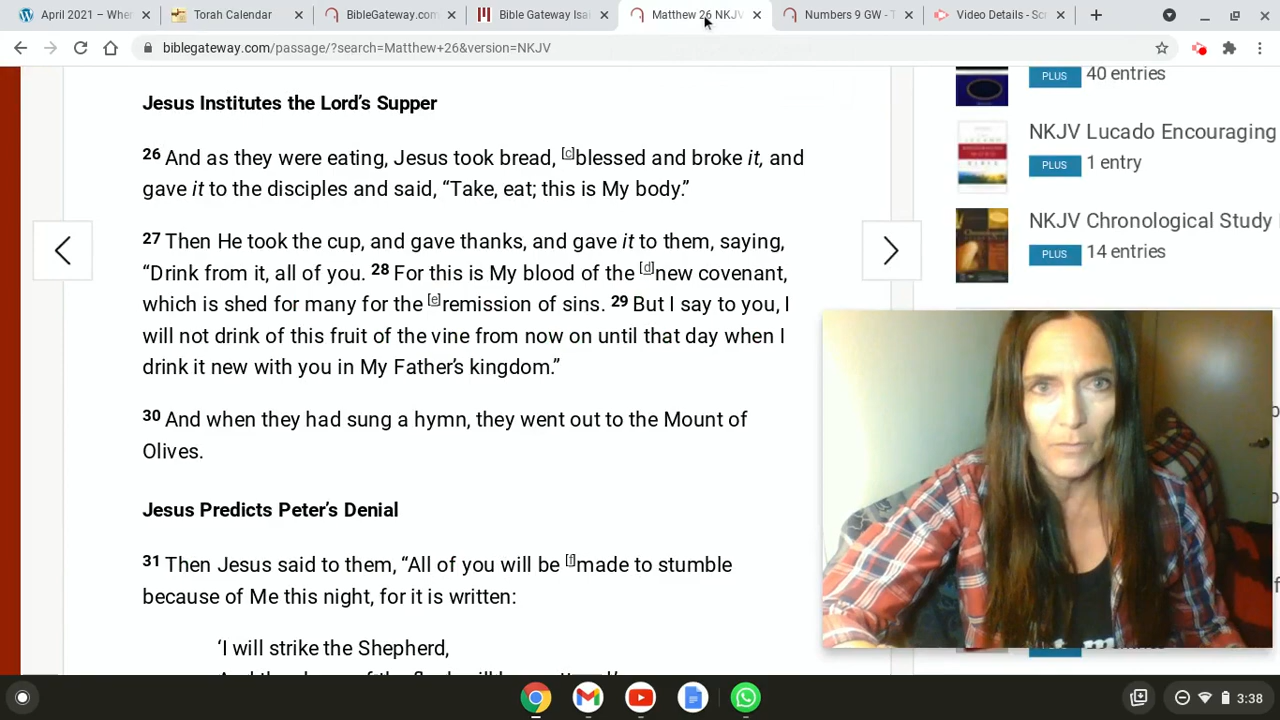 April 2021 – Wher
Torah Calendar
BibleGateway.com
Bible Gateway Isai
Matthew 26 NKJV
Numbers 9 GW - T
Video Details - Scr
biblegateway.com/passage/?search=Matthew+26&version=NKJV
Jesus Institutes the Lord’s Supper
26 And as they were eating, Jesus took bread, [c]blessed and broke it, and
gave it to the disciples and said, “Take, eat; this is My body.”
27 Then He took the cup, and gave thanks, and gave it to them, saying,
“Drink from it, all of you. 28 For this is My blood of the [d]new covenant,
which is shed for many for the [e]remission of sins. 29 But I say to you, I
will not drink of this fruit of the vine from now on until that day when I
drink it new with you in My Father’s kingdom.”
30 And when they had sung a hymn, they went out to the Mount of
Olives.
Jesus Predicts Peter’s Denial
31 Then Jesus said to them, “All of you will be [f]made to stumble
because of Me this night, for it is written:
‘I will strike the Shepherd,
PLUS 40 entries
NKJV Lucado Encouraging
PLUS 1 entry
NKJV Chronological Study
PLUS 14 entries
3:38